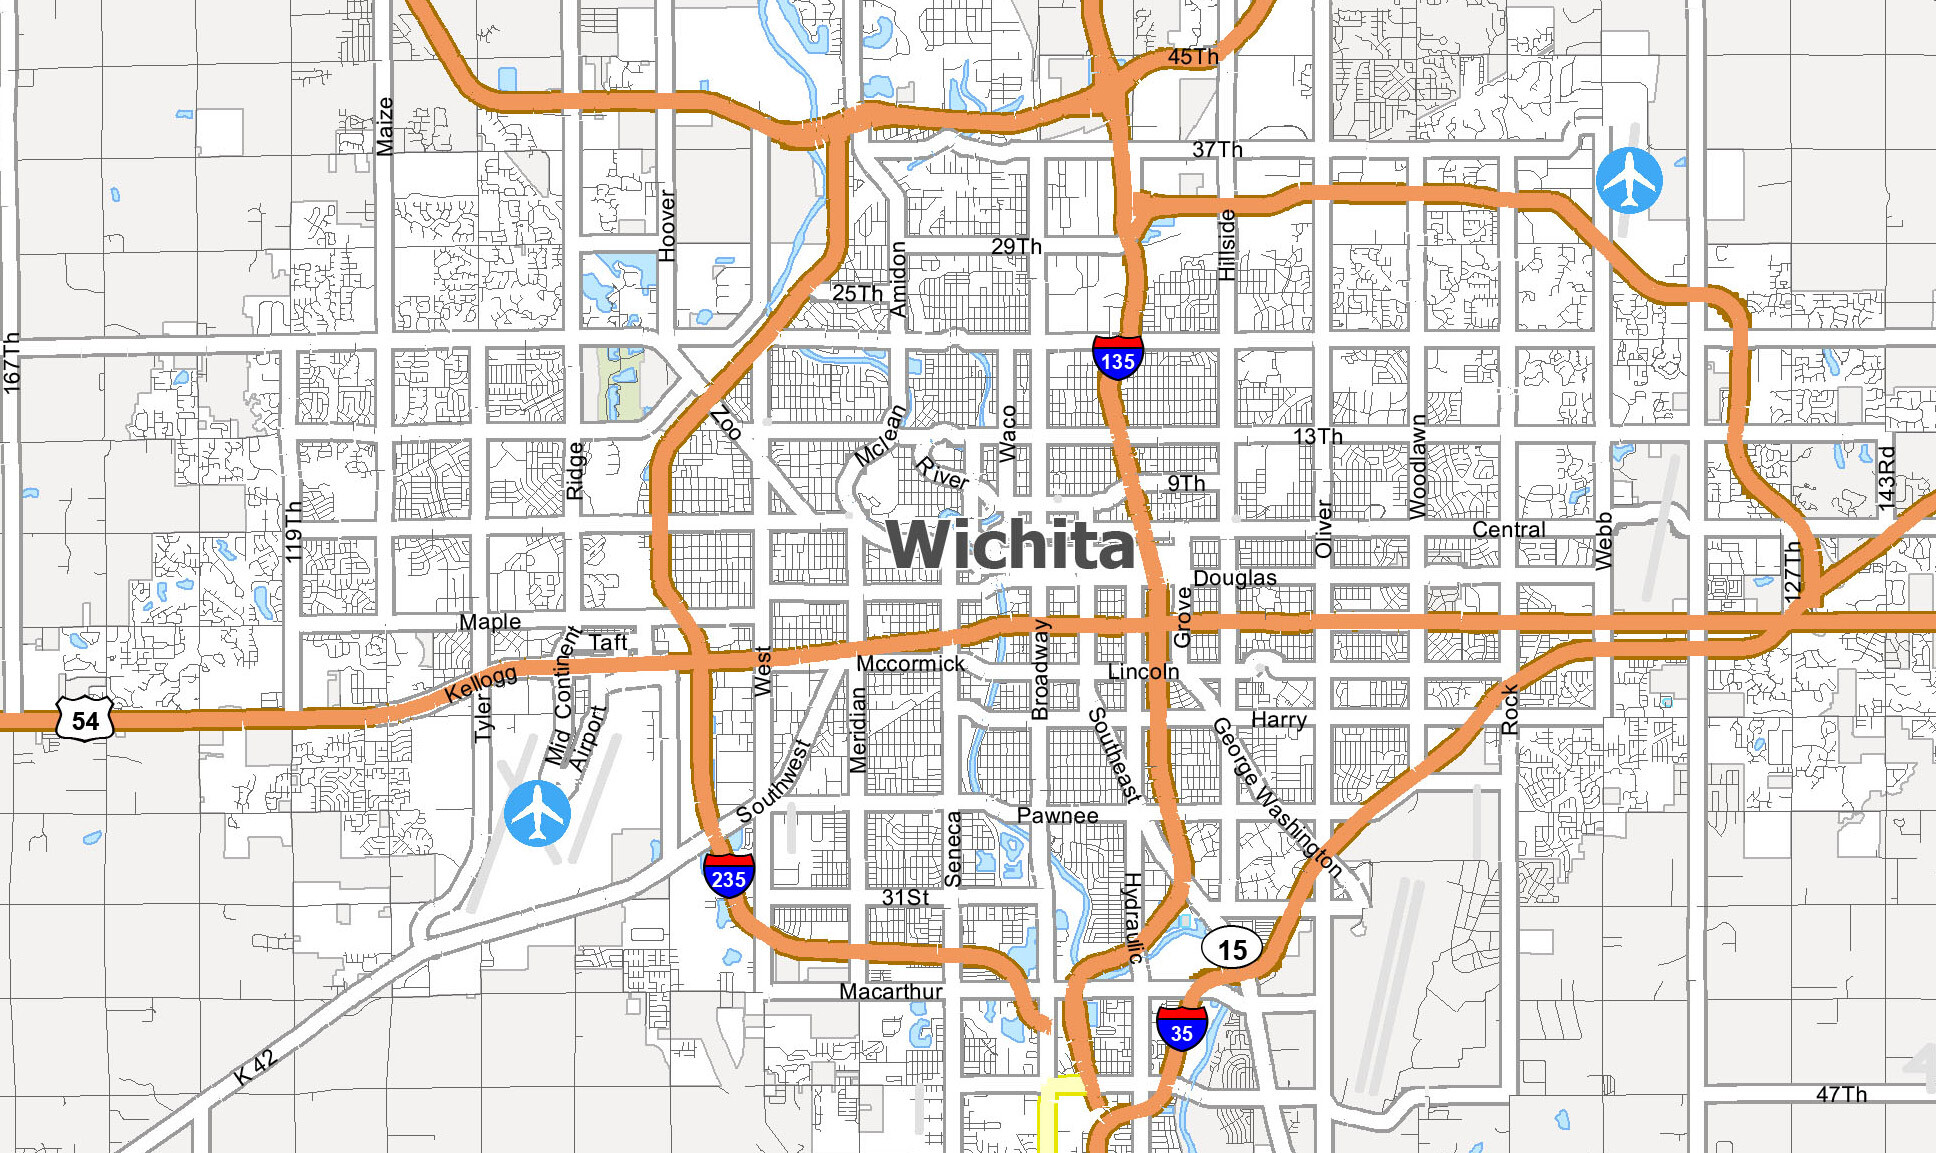 45Th
Maize
37Th
Hoover
Hillside
29Th
Amidon
25Th
167Th
135
Zoo
Mclean
Waco
13Th
Woodlawn
River
Ridge
143Rd
9Th
119Th
Oliver
Central
Webb
Wichita
127Th
Douglas
Grove
Maple
Taft
Mid Continent
West
Mccormick
Broadway
Lincoln
Kellogg
54
Tyler
Airport
Meridian
Southeast
Harry
Rock
George Washington
Southwest
Pawnee
Seneca
235
31St
Hydraulic
15
Macarthur
35
K 42
47Th